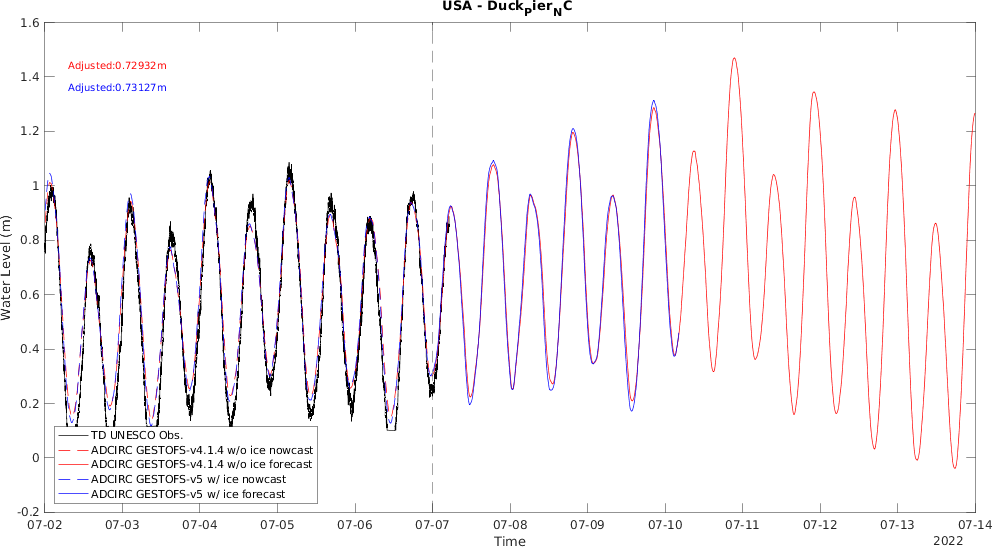 USA - Duck_Pier_NC
1.6
1.4
1.2
1
0.8
0.6
0.4
0.2
0
-0.2
Water Level (m)
Adjusted:0.72932m
Adjusted:0.73127m
TD UNESCO Obs.
ADCIRC GESTOFS-v4.1.4 w/o ice nowcast
ADCIRC GESTOFS-v4.1.4 w/o ice forecast
ADCIRC GESTOFS-v5 w/ ice nowcast
ADCIRC GESTOFS-v5 w/ ice forecast
07-02 07-03 07-04 07-05 07-06 07-07 07-08 07-09 07-10 07-11 07-12 07-13 07-14
Time
2022